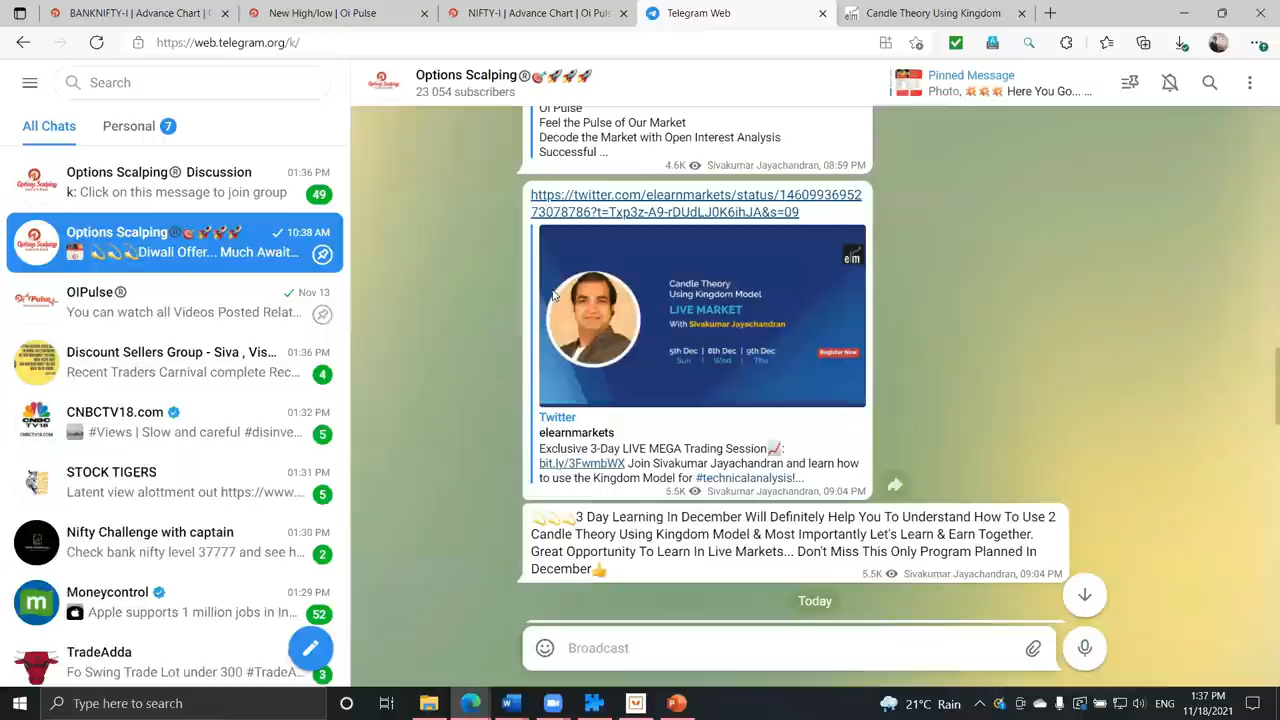 BANKNIFTY-I | Advance Chart | O
New High/low | Oi Pulse
NIFTY-I | Advance Chart | Oi Puls
Telegram Web
Candle Theory Using Kingdom
https://web.telegram.org/k/
Search
All Chats
Personal 7
Options Scalping® Discussion 01:36 PM
k: Click on this message to join group 49
Options Scalping® 10:38 AM
Diwali Offer... Much Await...
OIPulse® Nov 13
You can watch all Videos Posted Relat...
Discount Sellers Group - Siva , Vis... 01:36 PM
Recent Traders Carnival complete Rec... 4
CNBCTV18.com 01:32 PM
#Views | Slow and careful #disinve... 5
STOCK TIGERS 01:31 PM
Latent view alottment out https://www.... 5
Nifty Challenge with captain 01:30 PM
Check bank nifty level 37777 and see h... 2
Moneycontrol 01:29 PM
Apple supports 1 million jobs in In... 52
TradeAdda
Fo Swing Trade Lot under 300 #TradeA... 3
Options Scalping®
23 054 subscribers
Pinned Message
Photo, 💥💥💥 Here You Go... ...
Oi Pulse
Feel the Pulse of Our Market
Decode the Market with Open Interest Analysis
Successful ...
4.6K Sivakumar Jayachandran, 08:59 PM
https://twitter.com/elearnmarkets/status/14609936952
73078786?t=Txp3z-A9-rDUdLJ0K6ihJA&s=09
elm
Candle Theory
Using Kingdom Model
LIVE MARKET
With Sivakumar Jayachandran
5th Dec | 8th Dec | 9th Dec
Sun Wed Thu
Register Now
Twitter
elearnmarkets
Exclusive 3-Day LIVE MEGA Trading Session📈:
bit.ly/3FwmbWX Join Sivakumar Jayachandran and learn how
to use the Kingdom Model for #technicalanalysis!...
5.5K Sivakumar Jayachandran, 09:04 PM
💫💫💫3 Day Learning In December Will Definitely Help You To Understand How To Use 2
Candle Theory Using Kingdom Model & Most Importantly Let's Learn & Earn Together.
Great Opportunity To Learn In Live Markets... Don't Miss This Only Program Planned In
December👍
5.5K Sivakumar Jayachandran, 09:04 PM
Today
Broadcast
Type here to search
21°C Rain
ENG
1:37 PM
11/18/2021